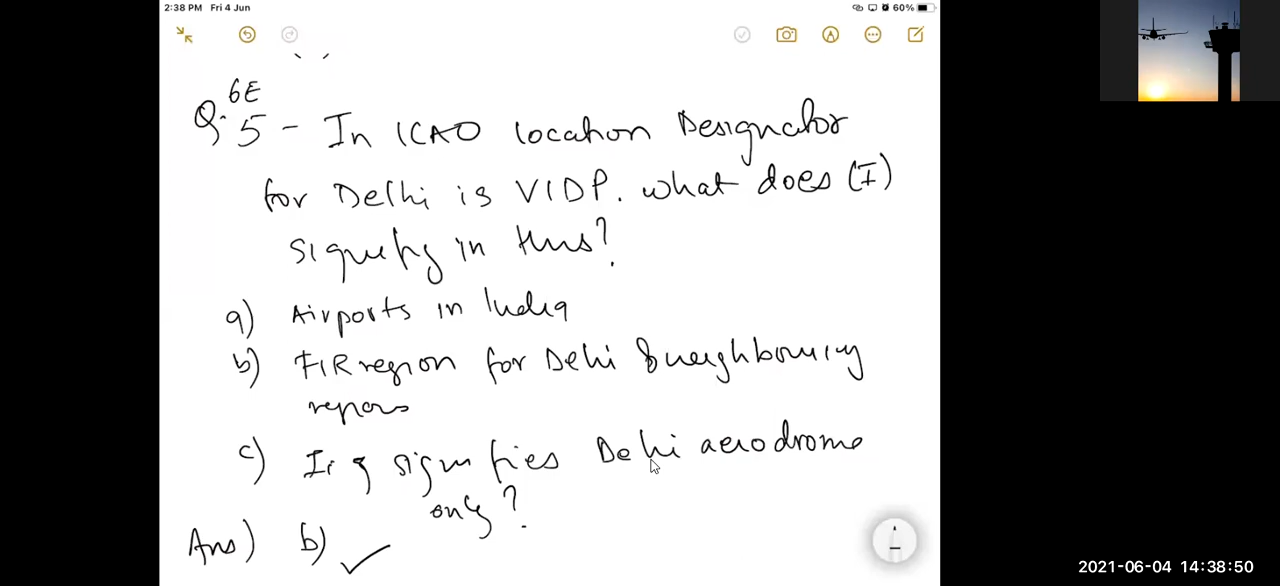 2:38 PM Fri 4 Jun
60%
6E
Q.5 - In ICAO location Designator
for Delhi is VIDP. what does (I)
signify in this?
a) Airports in India
b) FIR region for Delhi & neighbouring
c) signifies Delhi aerodrome
only?
Ans) b) ✓
2021-06-04 14:38:50